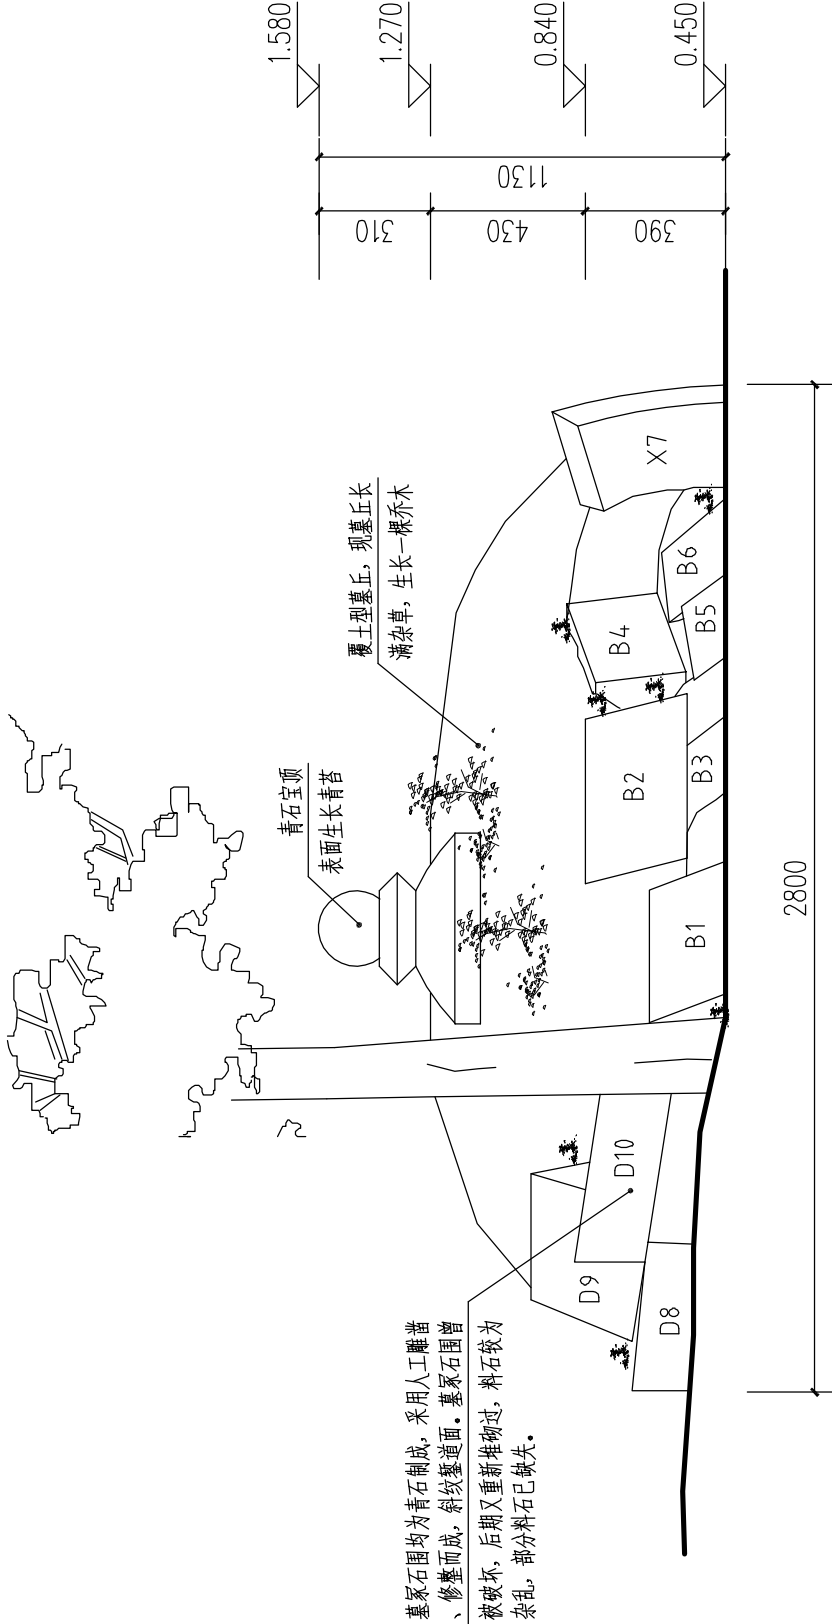 1.580
1.270
0.840
0.450
1130
310
430
390
覆土型墓丘，现墓丘长
满杂草，生长一棵乔木
青石宝顶
表面生长青苔
X7
B6
B5
B4
B3
B2
B1
D10
D9
D8
2800
墓冢石围均为青石制成，采用人工雕凿
、修整而成，斜纹錾道面。墓冢石围曾
被破坏，后期又重新堆砌过，料石较为
杂乱，部分料石已缺失。